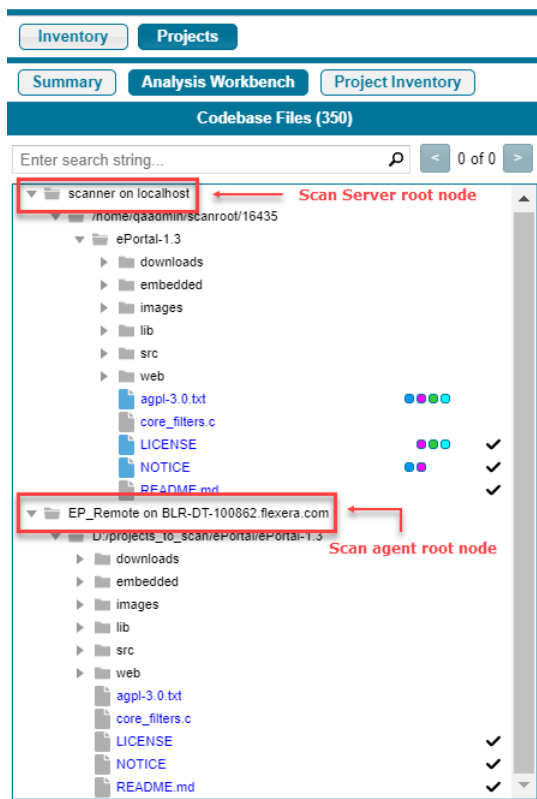 Inventory Projects
Summary Analysis Workbench Project Inventory
Codebase Files (350)
Enter search string... < 0 of 0 >
scanner on localhost Scan Server root node
/home/qaadmin/scanroot/16435
ePortal-1.3
downloads
embedded
images
lib
src
web
agpl-3.0.txt
core_filters.c
LICENSE
NOTICE
README.md
EP_Remote on BLR-DT-100862.flexera.com
D:/projects_to_scan/ePortal/ePortal-1.3
Scan agent root node
downloads
embedded
images
lib
src
web
agpl-3.0.txt
core_filters.c
LICENSE
NOTICE
README.md